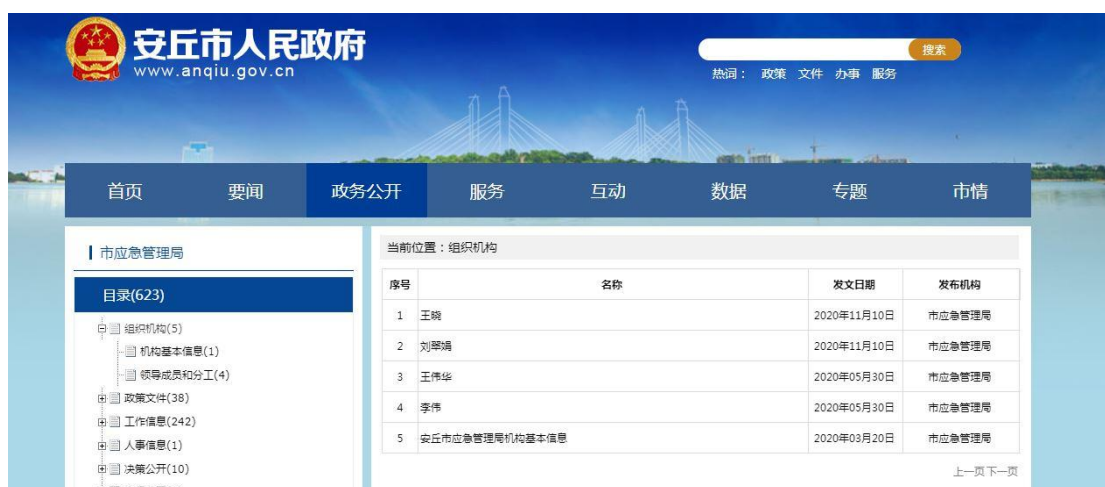 安丘市人民政府
www.anqiu.gov.cn
搜索
热词： 政策 文件 办事 服务
首页 要闻 政务公开 服务 互动 数据 专题 市情
市应急管理局
目录(623)
组织机构(5)
机构基本信息(1)
领导成员和分工(4)
政策文件(38)
工作信息(242)
人事信息(1)
决策公开(10)
当前位置：组织机构
序号 名称 发文日期 发布机构
1 王晓 2020年11月10日 市应急管理局
2 刘翠娟 2020年11月10日 市应急管理局
3 王伟华 2020年05月30日 市应急管理局
4 李伟 2020年05月30日 市应急管理局
5 安丘市应急管理局机构基本信息 2020年03月20日 市应急管理局
上一页 下一页